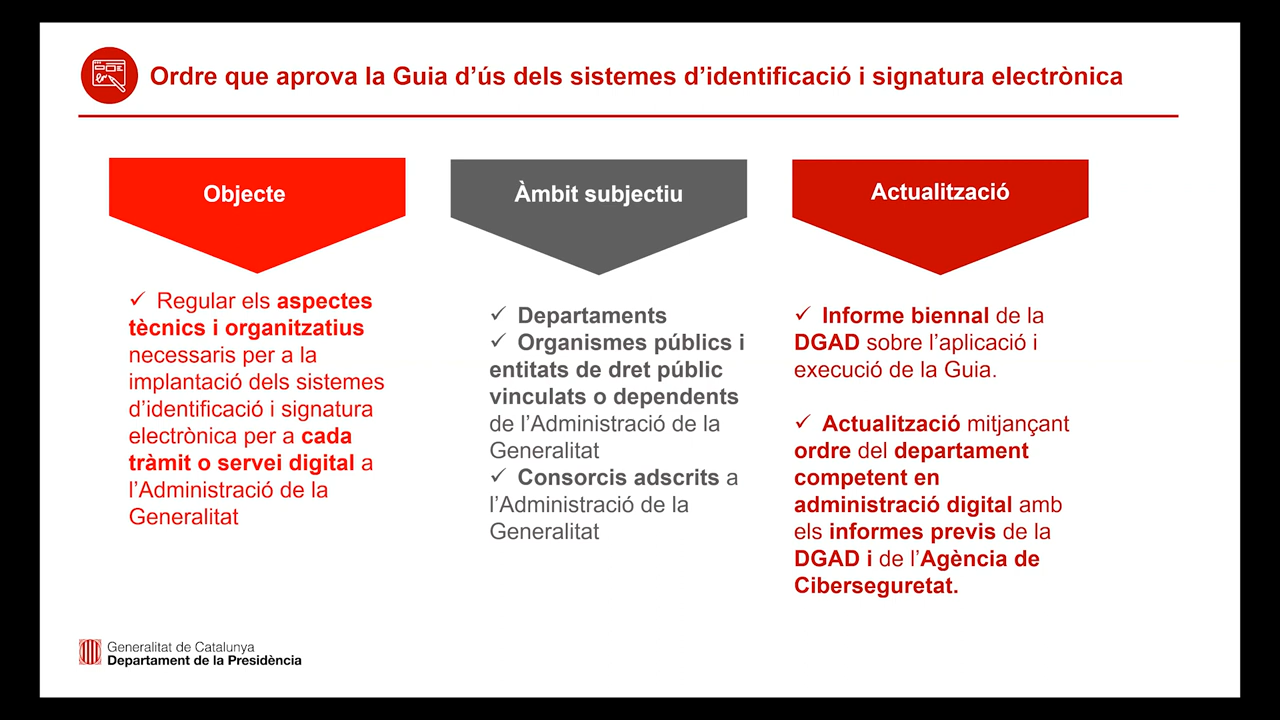 Ordre que aprova la Guia d’ús dels sistemes d’identificació i signatura electrònica
Objecte
✓ Regular els aspectes
tècnics i organitzatius
necessaris per a la
implantació dels sistemes
d’identificació i signatura
electrònica per a cada
tràmit o servei digital a
l’Administració de la
Generalitat
Àmbit subjectiu
✓ Departaments
✓ Organismes públics i
entitats de dret públic
vinculats o dependents
de l’Administració de la
Generalitat
✓ Consorcis adscrits a
l’Administració de la
Generalitat
Actualització
✓ Informe biennal de la
DGAD sobre l’aplicació i
execució de la Guia.
✓ Actualització mitjançant
ordre del departament
competent en
administració digital amb
els informes previs de la
DGAD i de l’Agència de
Ciberseguretat.
Generalitat de Catalunya
Departament de la Presidència